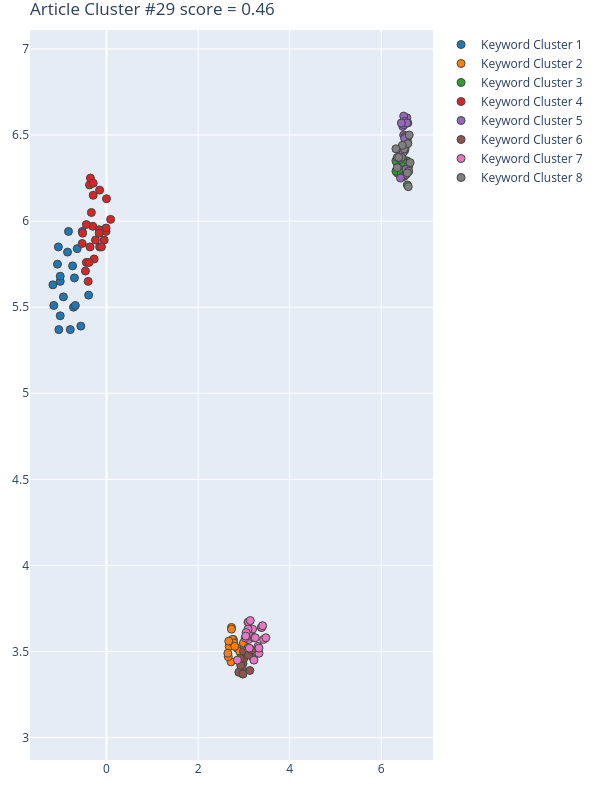 Article Cluster #29 score = 0.46
7
6.5
6
5.5
5
4.5
4
3.5
3
0 2 4 6
Keyword Cluster 1
Keyword Cluster 2
Keyword Cluster 3
Keyword Cluster 4
Keyword Cluster 5
Keyword Cluster 6
Keyword Cluster 7
Keyword Cluster 8